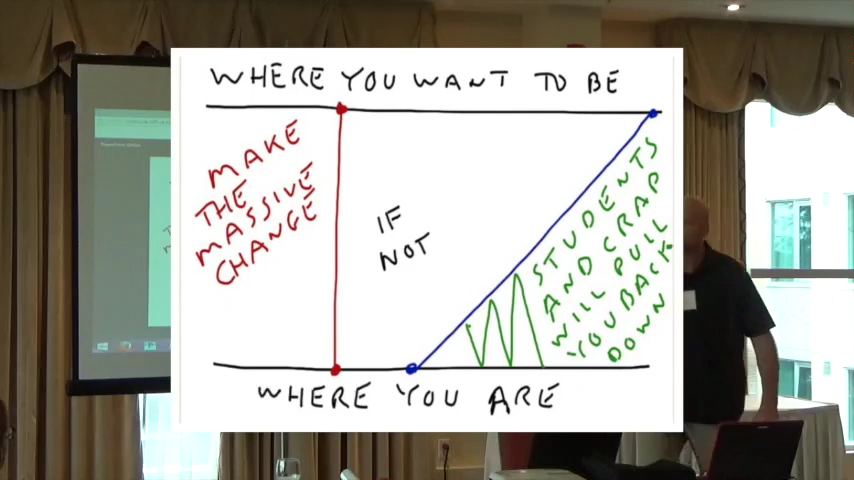 WHERE YOU WANT TO BE
MAKE
THE
MASSIVE
CHANGE
IF
NOT
STUDENTS
AND CRAP
WILL PULL
YOU BACK
DOWN
WHERE YOU ARE